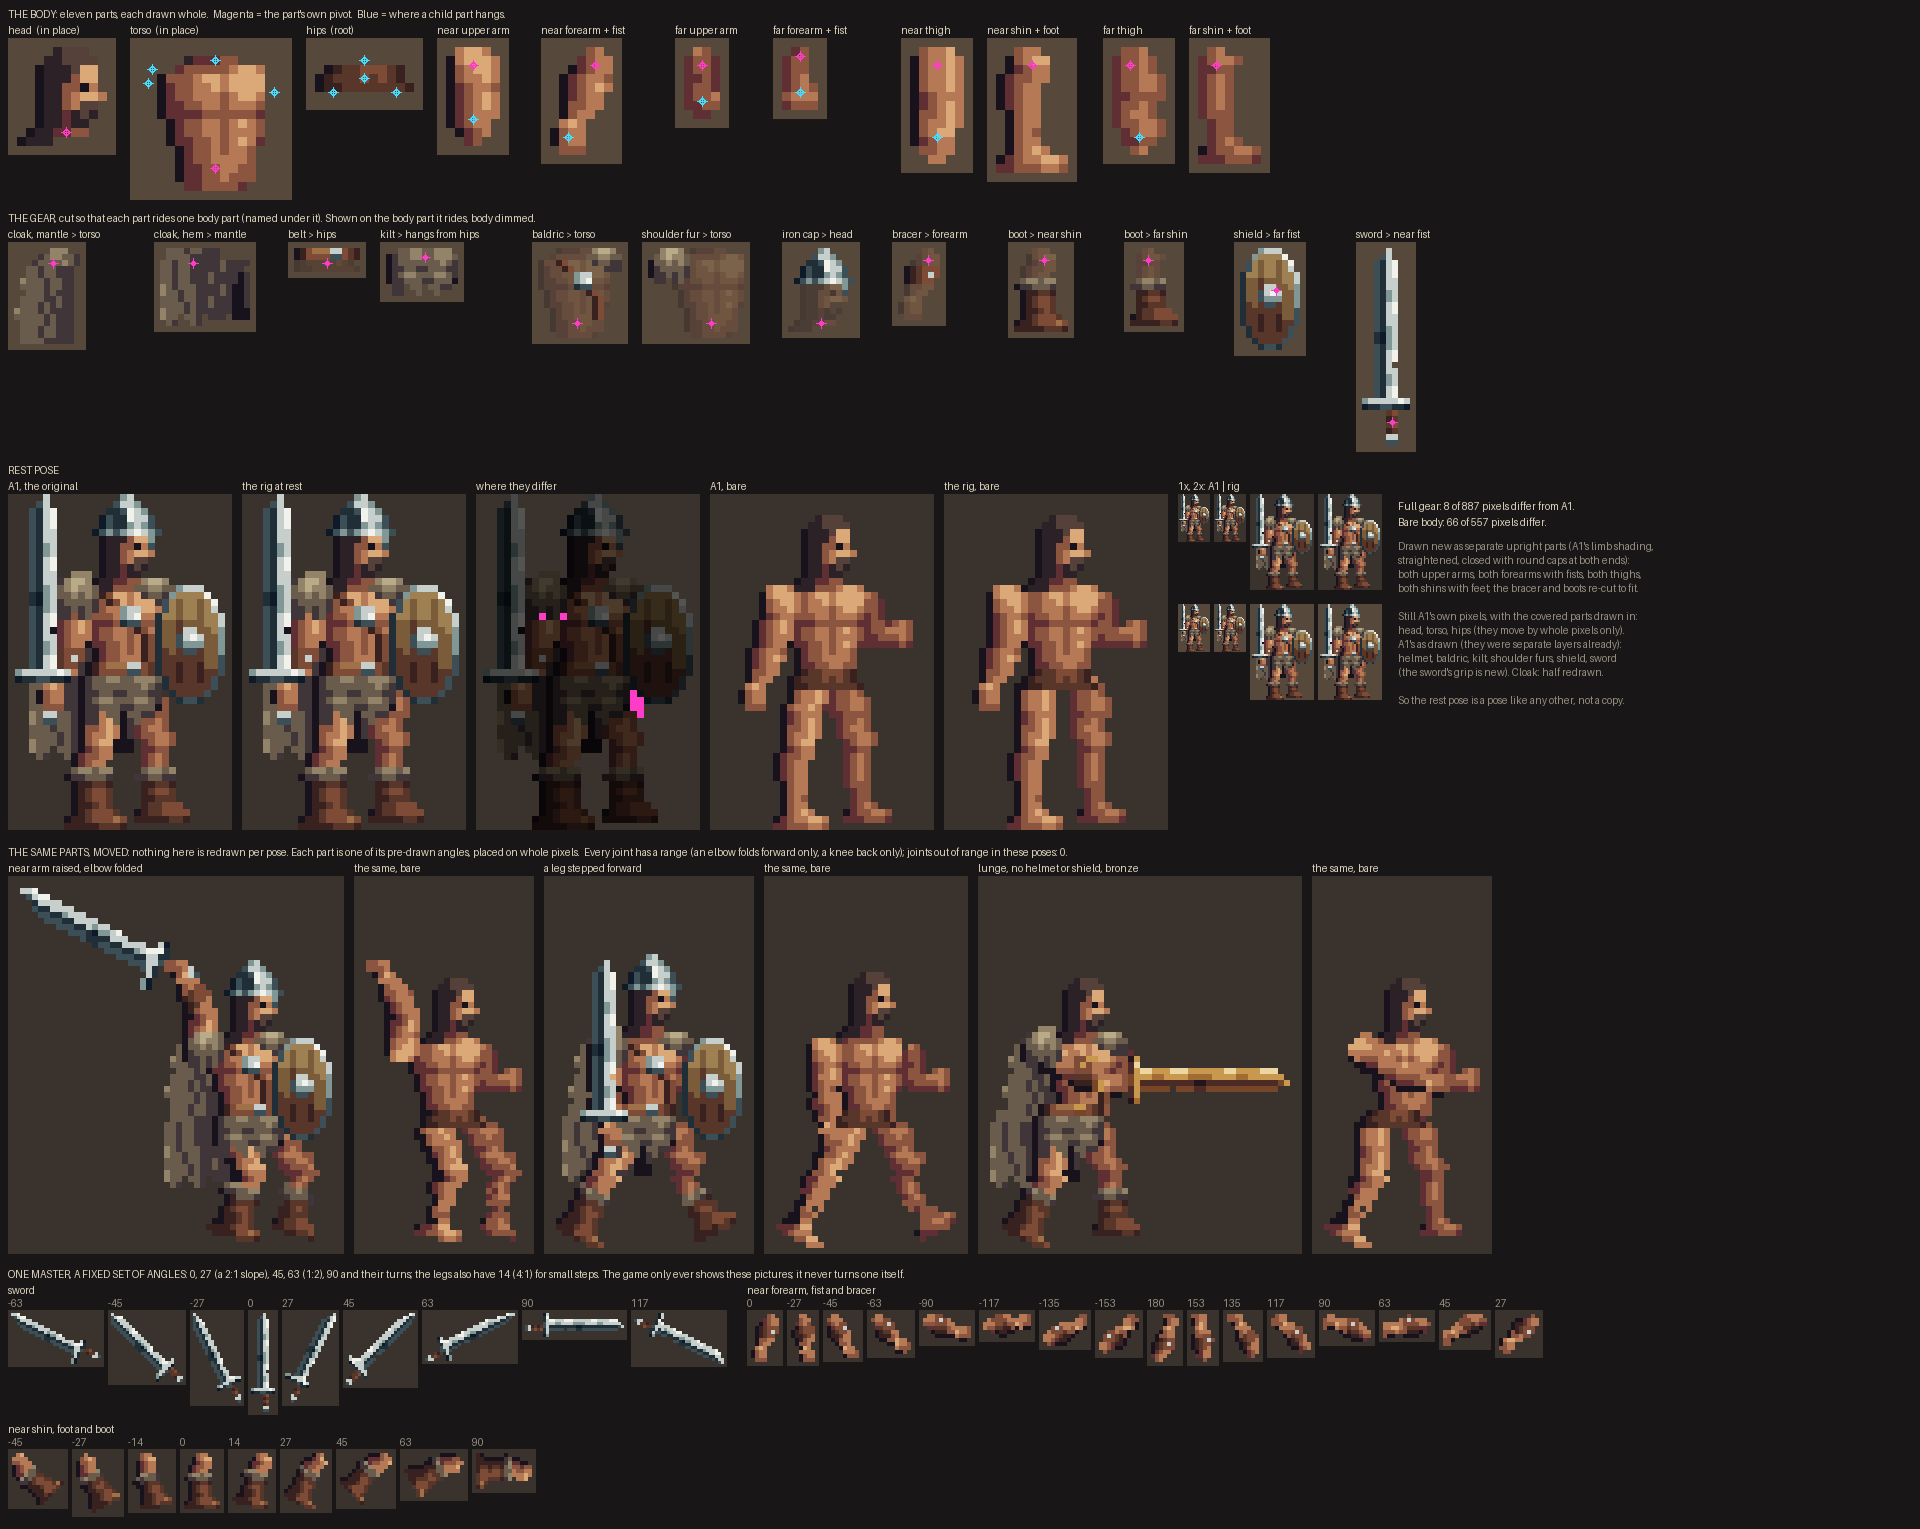 THE BODY: eleven parts, each drawn whole. Magenta = the part's own pivot. Blue = where a child part hangs.
head (in place)
torso (in place)
hips (root)
near upper arm
near forearm + fist
far upper arm
far forearm + fist
near thigh
near shin + foot
far thigh
far shin + foot
THE GEAR, cut so that each part rides one body part (named under it). Shown on the body part it rides, body dimmed.
cloak, mantle > torso
cloak, hem > mantle
belt > hips
kilt > hangs from hips
baldric > torso
shoulder fur > torso
iron cap > head
bracer > forearm
boot > near shin
boot > far shin
shield > far fist
sword > near fist
REST POSE
A1, the original
the rig at rest
where they differ
A1, bare
the rig, bare
1x, 2x: A1 | rig
Full gear: 8 of 887 pixels differ from A1.
Bare body: 66 of 557 pixels differ.
Drawn new as separate upright parts (A1's limb shading,
straightened, closed with round caps at both ends):
both upper arms, both forearms with fists, both thighs,
both shins with feet; the bracer and boots re-cut to fit.
Still A1's own pixels, with the covered parts drawn in:
head, torso, hips (they move by whole pixels only).
A1's as drawn (they were separate layers already):
helmet, baldric, kilt, shoulder furs, shield, sword
(the sword's grip is new). Cloak: half redrawn.
So the rest pose is a pose like any other, not a copy.
THE SAME PARTS, MOVED: nothing here is redrawn per pose. Each part is one of its pre-drawn angles, placed on whole pixels. Every joint has a range (an elbow folds forward only, a knee back only); joints out of range in these poses: 0.
near arm raised, elbow folded
the same, bare
a leg stepped forward
the same, bare
lunge, no helmet or shield, bronze
the same, bare
ONE MASTER, A FIXED SET OF ANGLES: 0, 27 (a 2:1 slope), 45, 63 (1:2), 90 and their turns; the legs also have 14 (4:1) for small steps. The game only ever shows these pictures; it never turns one itself.
sword
-63 -45 -27 0 27 45 63 90 117
near forearm, fist and bracer
0 -27 -45 -63 -90 -117 -135 -153 180 153 135 117 90 63 45 27
near shin, foot and boot
-45 -27 -14 0 14 27 45 63 90